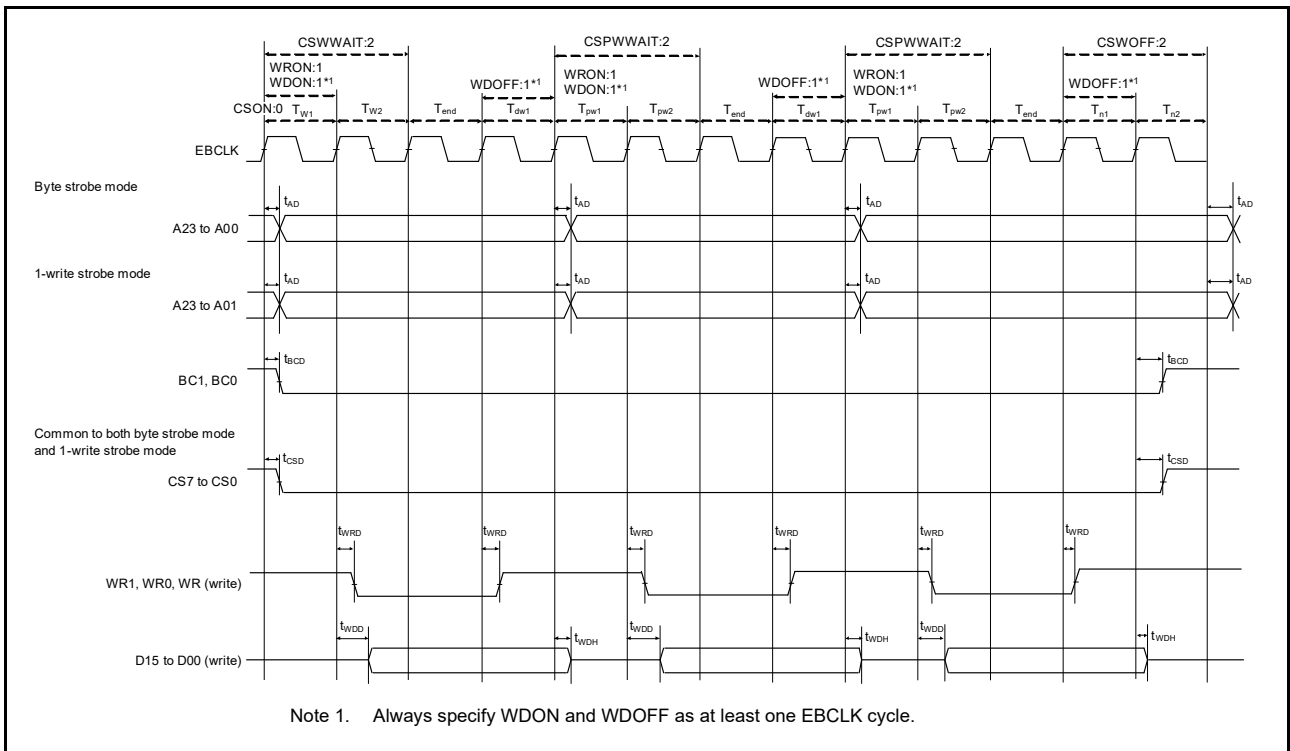 CSWWAIT:2 CSPWWAIT:2 CSPWWAIT:2 CSWOFF:2
WRON:1 WRON:1 WRON:1
WDON:1*1 WDOFF:1*1 WDON:1*1 WDOFF:1*1 WDON:1*1 WDOFF:1*1
CSON:0 TW1 TW2 Tend Tdw1 Tpw1 Tpw2 Tend Tdw1 Tpw1 Tpw2 Tend Tn1 Tn2
EBCLK
Byte strobe mode
tAD tAD tAD tAD
A23 to A00
1-write strobe mode
tAD tAD tAD tAD
A23 to A01
tBCD tBCD
BC1, BC0
Common to both byte strobe mode
and 1-write strobe mode
tCSD tCSD
CS7 to CS0
tWRD tWRD tWRD tWRD tWRD tWRD
WR1, WR0, WR (write)
tWDD tWDH tWDD tWDH tWDD tWDH
D15 to D00 (write)
Note 1. Always specify WDON and WDOFF as at least one EBCLK cycle.